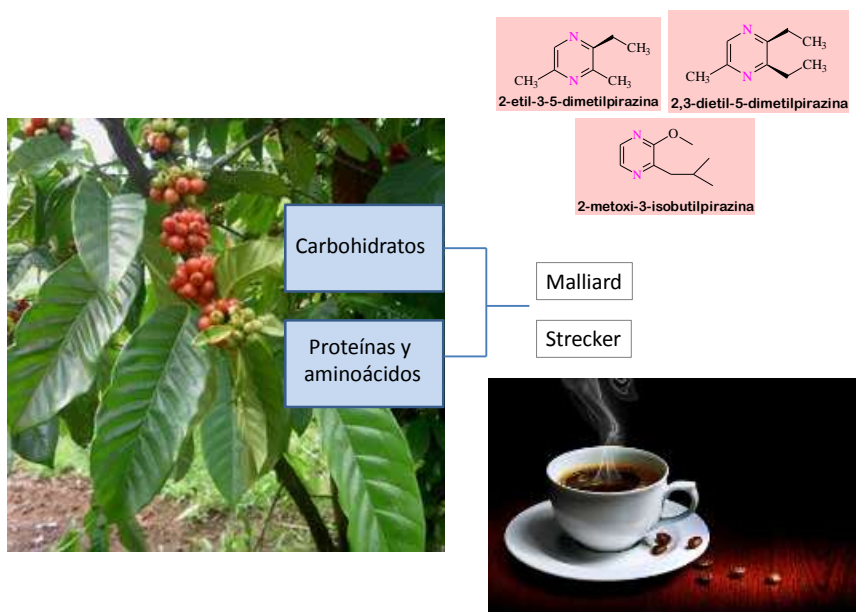 N
N
CH3
CH3
CH3
2-etil-3-5-dimetilpirazina
N
N
CH3
CH3
CH3
2,3-dietil-5-dimetilpirazina
N
N
O
2-metoxi-3-isobutilpirazina
Carbohidratos
Proteínas y
aminoácidos
Malliard
Strecker